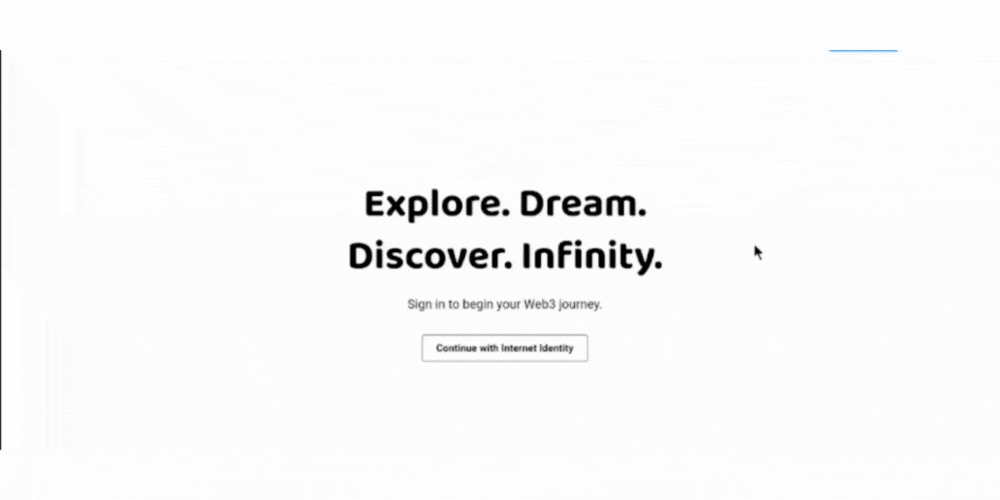 Explore. Dream.
Discover. Infinity.
Sign in to begin your Web3 journey.
Continue with Internet Identity